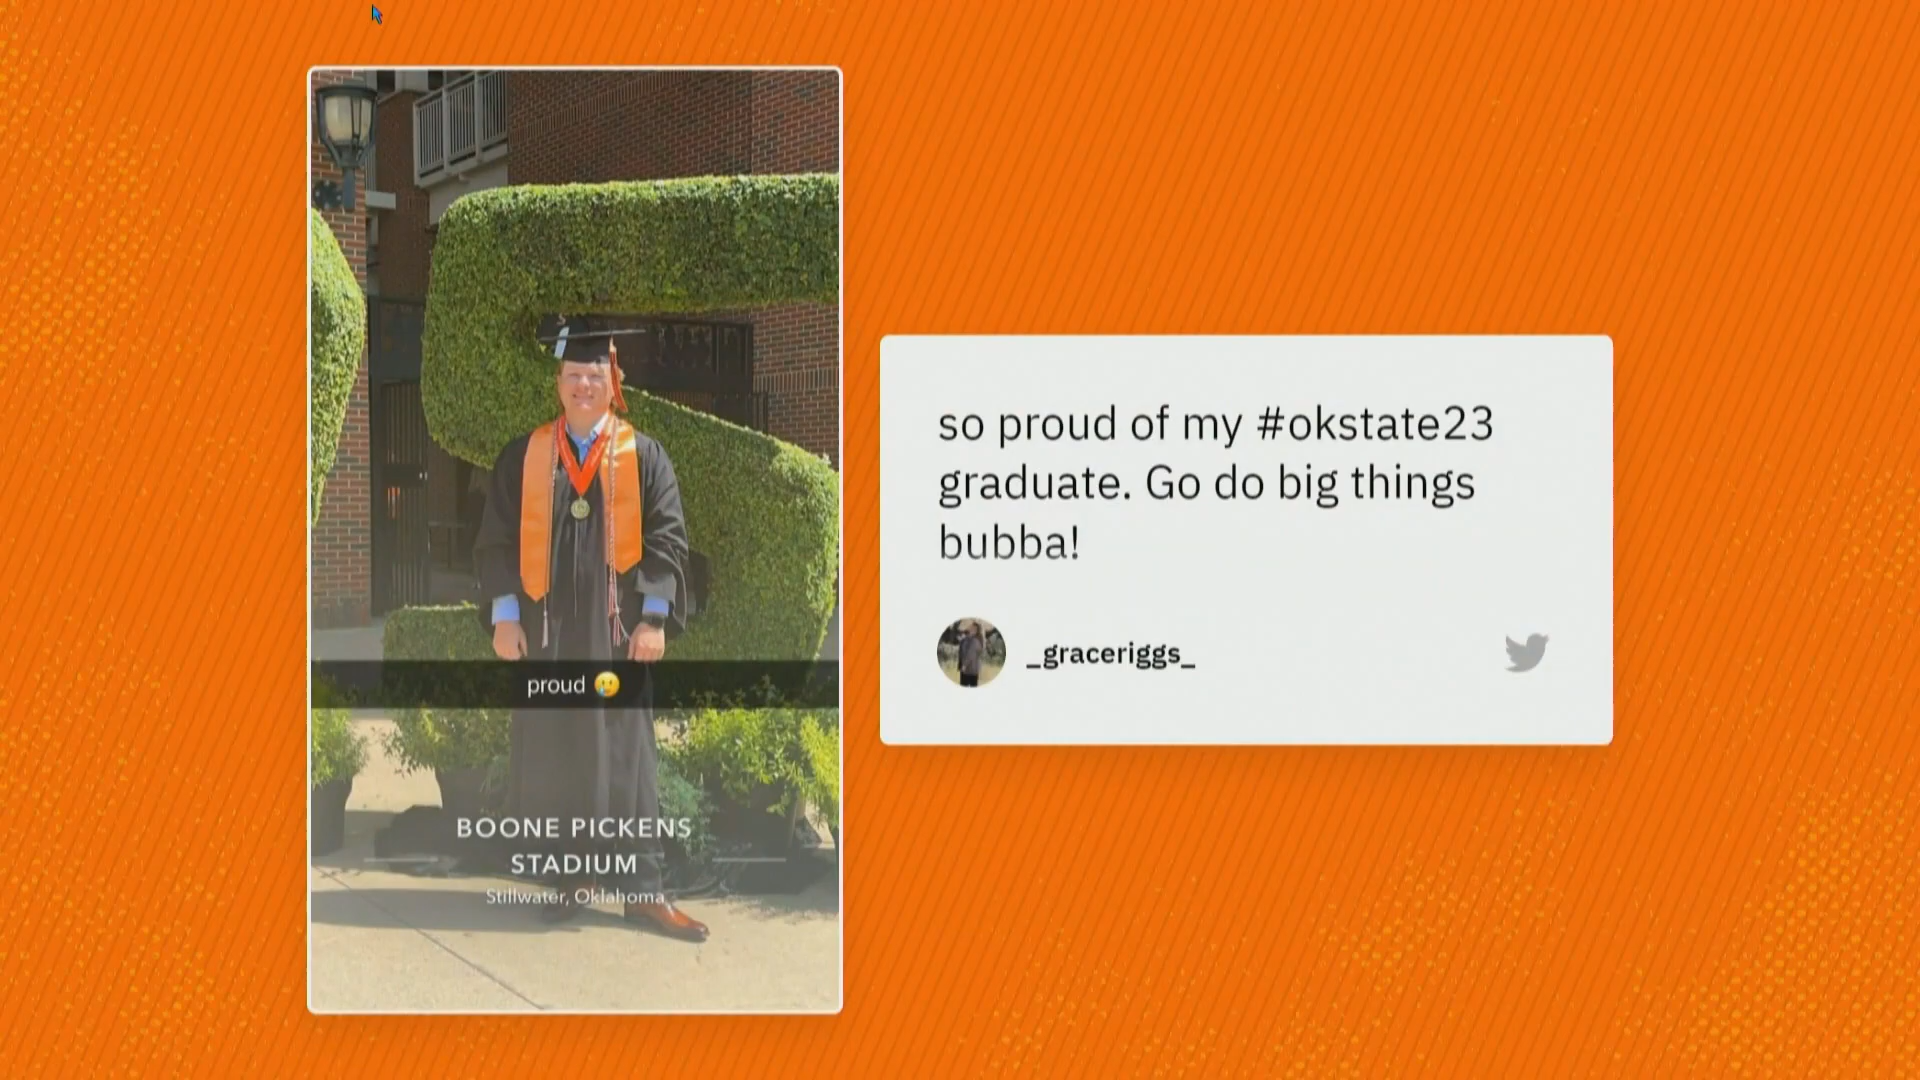 proud 🥲
BOONE PICKENS
STADIUM
Stillwater, Oklahoma
so proud of my #okstate23
graduate. Go do big things
bubba!
_graceriggs_